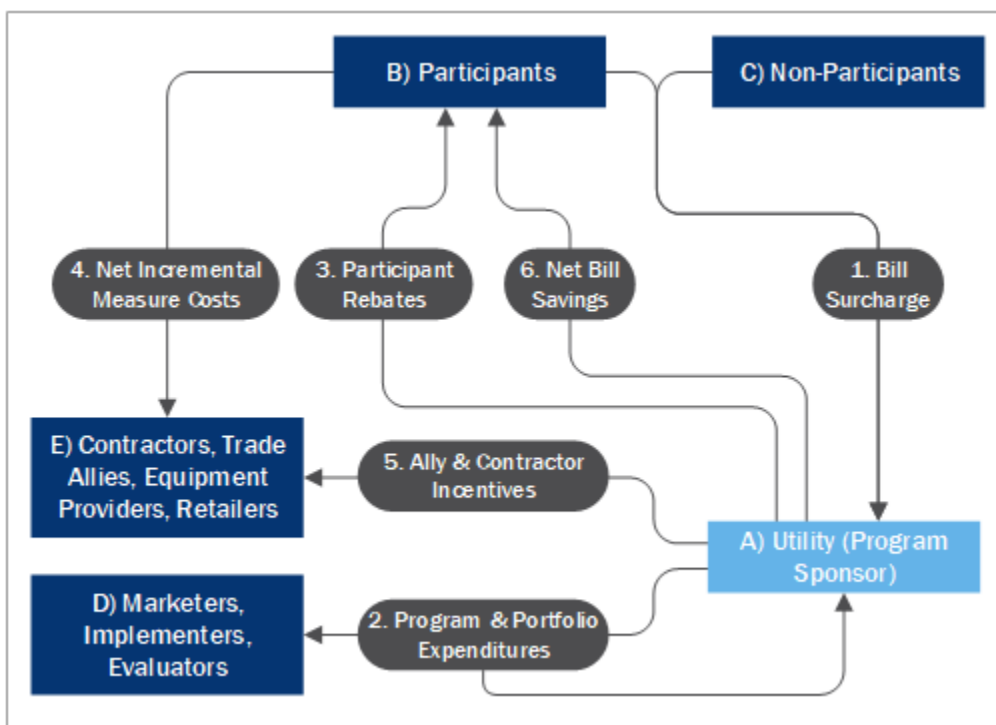 B) Participants
C) Non-Participants
4. Net Incremental
Measure Costs
3. Participant
Rebates
6. Net Bill
Savings
1. Bill
Surcharge
E) Contractors, Trade
Allies, Equipment
Providers, Retailers
5. Ally & Contractor
Incentives
A) Utility (Program
Sponsor)
D) Marketers,
Implementers,
Evaluators
2. Program & Portfolio
Expenditures